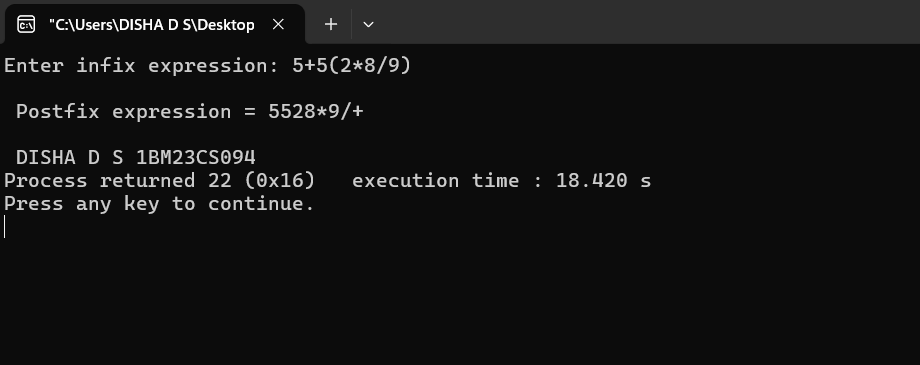 "C:\Users\DISHA D S\Desktop
Enter infix expression: 5+5(2*8/9)
Postfix expression = 5528*9/+
DISHA D S 1BM23CS094
Process returned 22 (0x16)   execution time : 18.420 s
Press any key to continue.